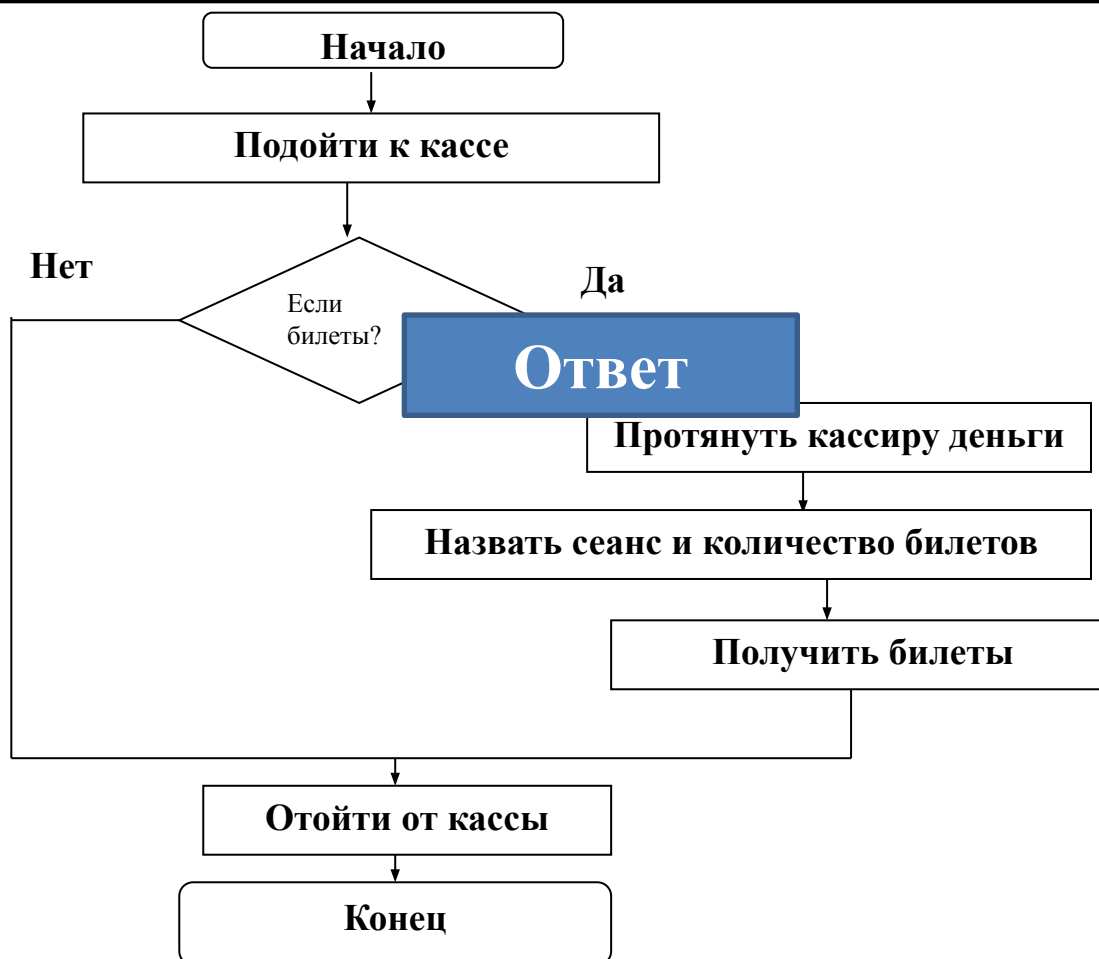 Начало
Подойти к кассе
Нет
Да
Если
билеты?
Ответ
Протянуть кассиру деньги
Назвать сеанс и количество билетов
Получить билеты
Отойти от кассы
Конец